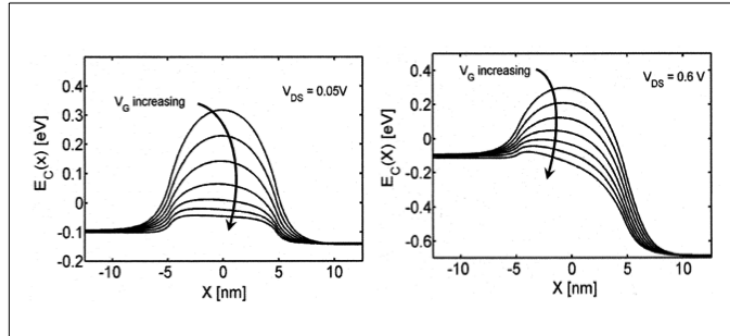 0.4
0.3
0.2
0.1
0
-0.1
-0.2
E_C(x) [eV]
V_G increasing
V_DS = 0.05V
-10
-5
0
5
10
X [nm]
0.4
0.2
0
-0.2
-0.4
-0.6
E_C(X) [eV]
V_G increasing
V_DS = 0.6 V
-10
-5
0
5
10
X [nm]